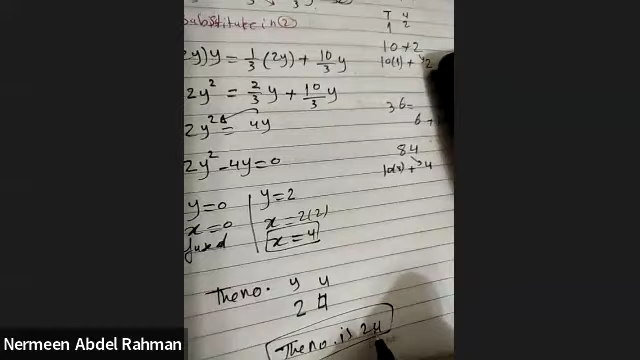 Substitute in (2)
2y)y = 1/3 (2y) + 10/3 y
2y² = 2/3 y + 10/3 y
2y² = 4y
2y² - 4y = 0
y = 0
x = 0
fused
y = 2
x = 2(2)
x = 4
The no. y 4
2 4
The no. is 24
T 4
1 2
10 + 2
10(1) +
36 =
6 +
84
10(8) + 4
Nermeen Abdel Rahman